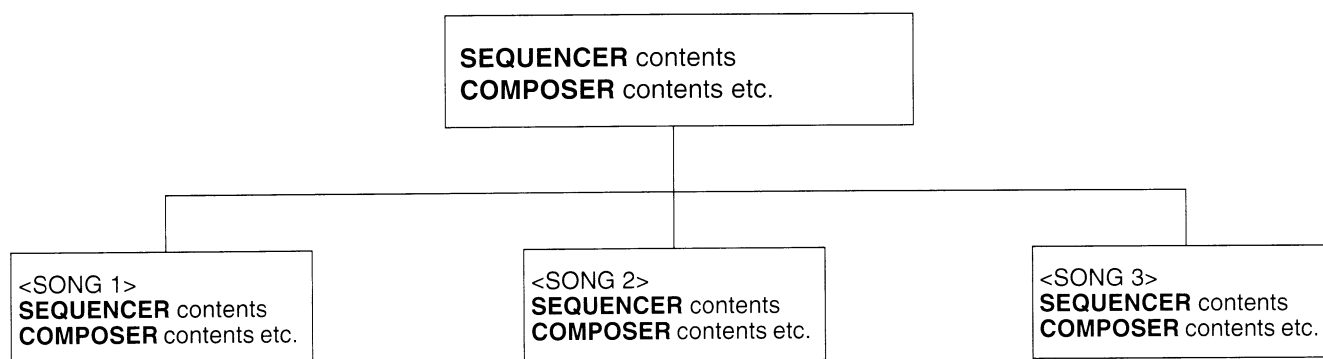 SEQUENCER contents
COMPOSER contents etc.
<SONG 1>
SEQUENCER contents
COMPOSER contents etc.
<SONG 2>
SEQUENCER contents
COMPOSER contents etc.
<SONG 3>
SEQUENCER contents
COMPOSER contents etc.